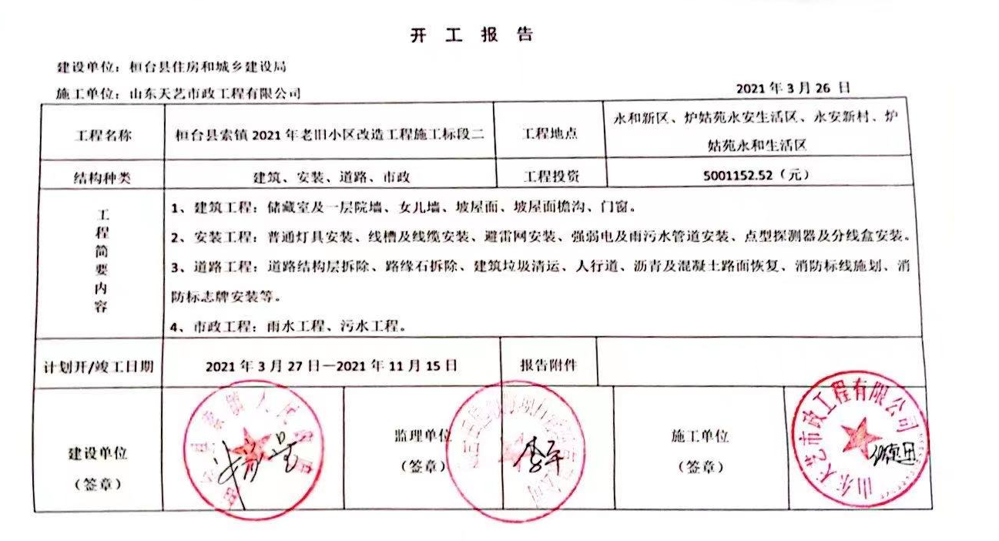 开 工 报 告
建设单位：桓台县住房和城乡建设局
施工单位：山东天艺市政工程有限公司
2021 年 3 月 26 日
工程名称
桓台县索镇 2021 年老旧小区改造工程施工标段二
工程地点
永和新区、炉姑苑永安生活区、永安新村、炉
姑苑永和生活区
结构种类
建筑、安装、道路、市政
工程投资
5001152.52（元）
工程简要内容
1、建筑工程：储藏室及一层院墙、女儿墙、坡屋面、坡屋面檐沟、门窗。
2、安装工程：普通灯具安装、线槽及线缆安装、避雷网安装、强弱电及雨污水管道安装、点型探测器及分线盒安装。
3、道路工程：道路结构层拆除、路缘石拆除、建筑垃圾清运、人行道、沥青及混凝土路面恢复、消防标线施划、消
防标志牌安装等。
4、市政工程：雨水工程、污水工程。
计划开/竣工日期
2021 年 3 月 27 日—2021 年 11 月 15 日
报告附件
建设单位
（签章）
监理单位
（签章）
李平
施工单位
（签章）
山东天艺市政工程有限公司